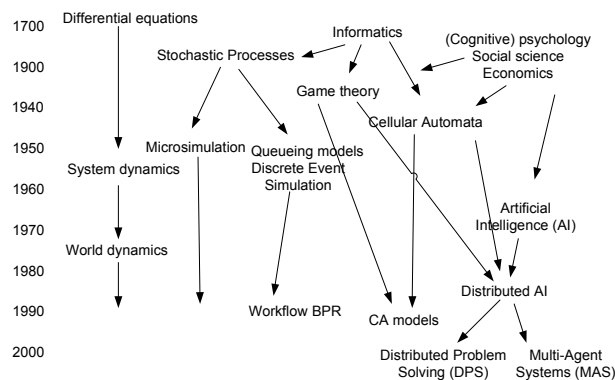 1700
Differential equations
Informatics
(Cognitive) psychology
Social science
Economics
Stochastic Processes
1900
Game theory
1940
Cellular Automata
1950
Microsimulation
Queueing models
Discrete Event
Simulation
System dynamics
1960
Artificial
Intelligence (AI)
1970
World dynamics
1980
Distributed AI
1990
Workflow BPR
CA models
2000
Distributed Problem
Solving (DPS)
Multi-Agent
Systems (MAS)